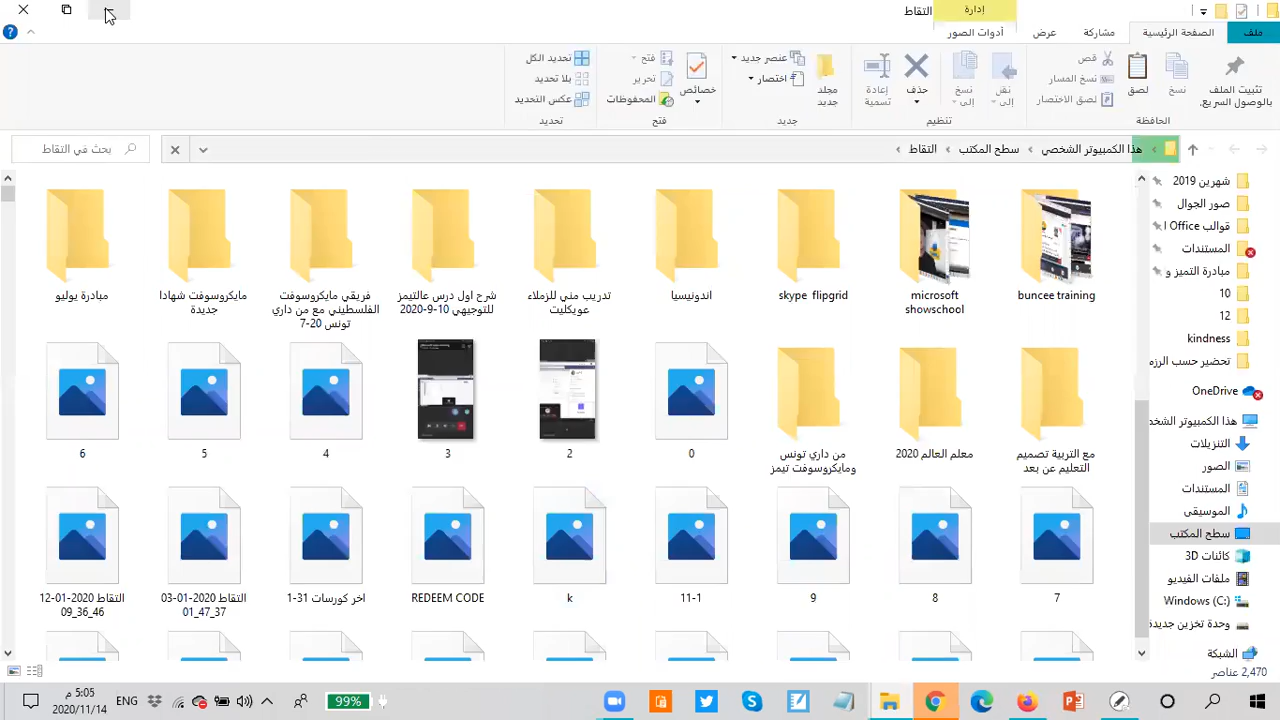 التقاط
إدارة
ملف
الصفحة الرئيسية
مشاركة
عرض
أدوات الصور
تثبيت الملف
بالوصول السريع.
نسخ
لصق
قص
نسخ المسار
لصق الاختصار
الحافظة
نقل
إلى
نسخ
إلى
حذف
إعادة
تسمية
تنظيم
مجلد
جديد
عنصر جديد
اختصار
جديد
خصائص
فتح
تحرير
المحفوظات
فتح
تحديد الكل
بلا تحديد
عكس التحديد
تحديد
هذا الكمبيوتر الشخصي
سطح المكتب
التقاط
بحث في التقاط
شهرين 2019
صور الجوال
قوالب Office
المستندات
مبادرة التميز و
10
12
kindness
تحضير حسب الرزم
OneDrive
هذا الكمبيوتر الشخص
التنزيلات
الصور
المستندات
الموسيقى
سطح المكتب
كائنات 3D
ملفات الفيديو
Windows (C:)
وحدة تخزين جديدة
الشبكة
2,470 عناصر
buncee training
microsoft
showschool
skype flipgrid
اندونيسيا
تدريب مني للزملاء
عويكليت
شرح اول درس عالتيمز
للتوجيهي 10-9-2020
فريقي مايكروسوفت
الفلسطيني مع من داري
تونس 20-7
مايكروسوفت شهادا
جديدة
مبادرة يوليو
مع التربية تصميم
التعليم عن بعد
معلم العالم 2020
من داري تونس
ومايكروسوفت تيمز
0
2
3
4
5
6
7
8
9
11-1
k
REDEEM CODE
اخر كورسات 31-1
التقاط 2020-01-03
01_47_37
التقاط 2020-01-12
09_36_46
99%
ENG
5:05 م
2020/11/14